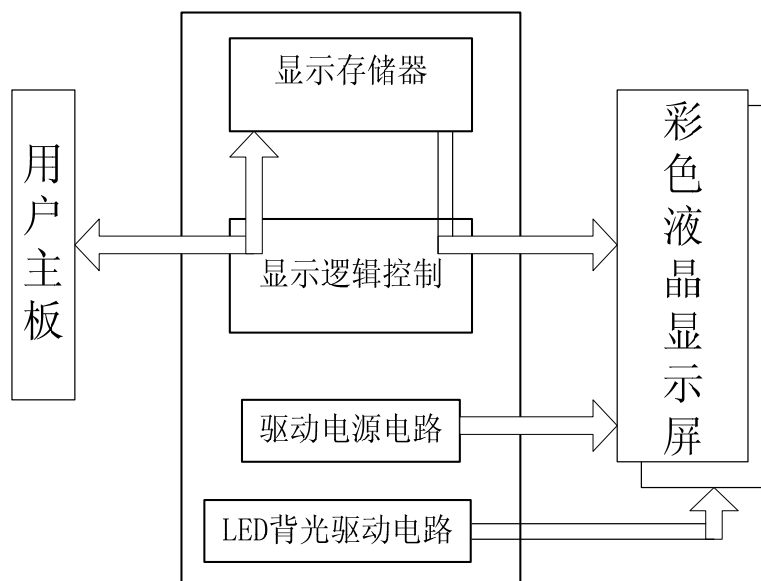 显示存储器
用户主板
显示逻辑控制
彩色液晶显示屏
驱动电源电路
LED背光驱动电路